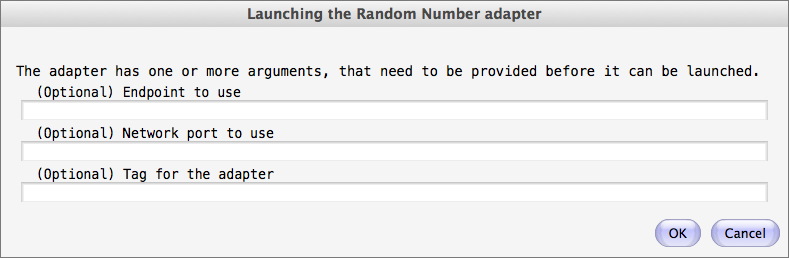 Launching the Random Number adapter
The adapter has one or more arguments, that need to be provided before it can be launched.
(Optional) Endpoint to use
(Optional) Network port to use
(Optional) Tag for the adapter
OK Cancel